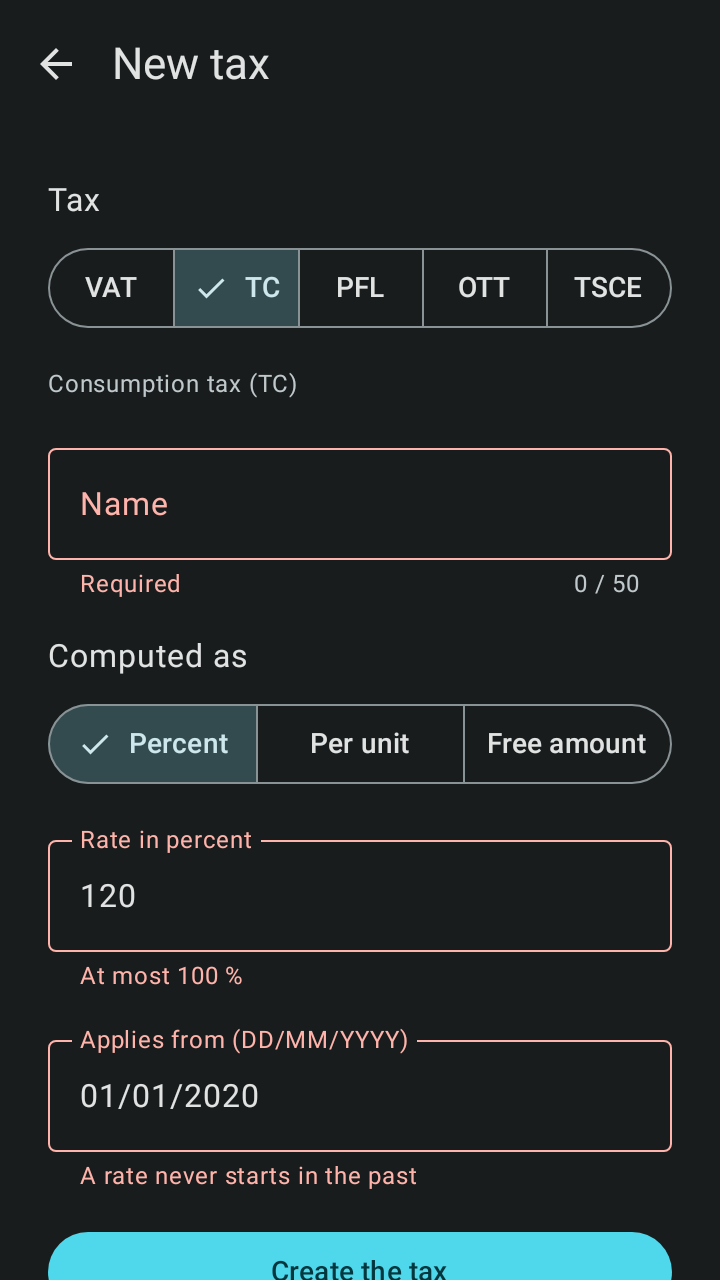 New tax
Tax
VAT TC PFL OTT TSCE
Consumption tax (TC)
Name
Required 0 / 50
Computed as
Percent Per unit Free amount
Rate in percent
120
At most 100 %
Applies from (DD/MM/YYYY)
01/01/2020
A rate never starts in the past
Create the tax